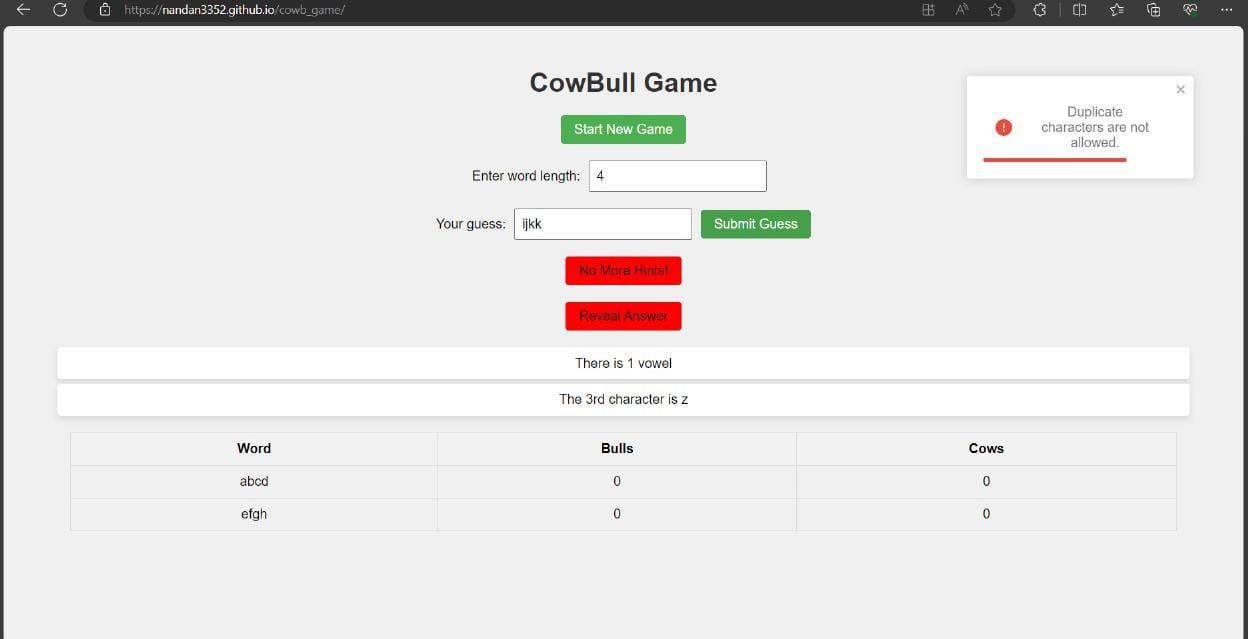 https://nandan3352.github.io/cowb_game/
CowBull Game
Start New Game
Duplicate
characters are not
allowed.
Enter word length: 4
Your guess: ijkk Submit Guess
No More Hints!
Reveal Answer
There is 1 vowel
The 3rd character is z
Word Bulls Cows
abcd 0 0
efgh 0 0